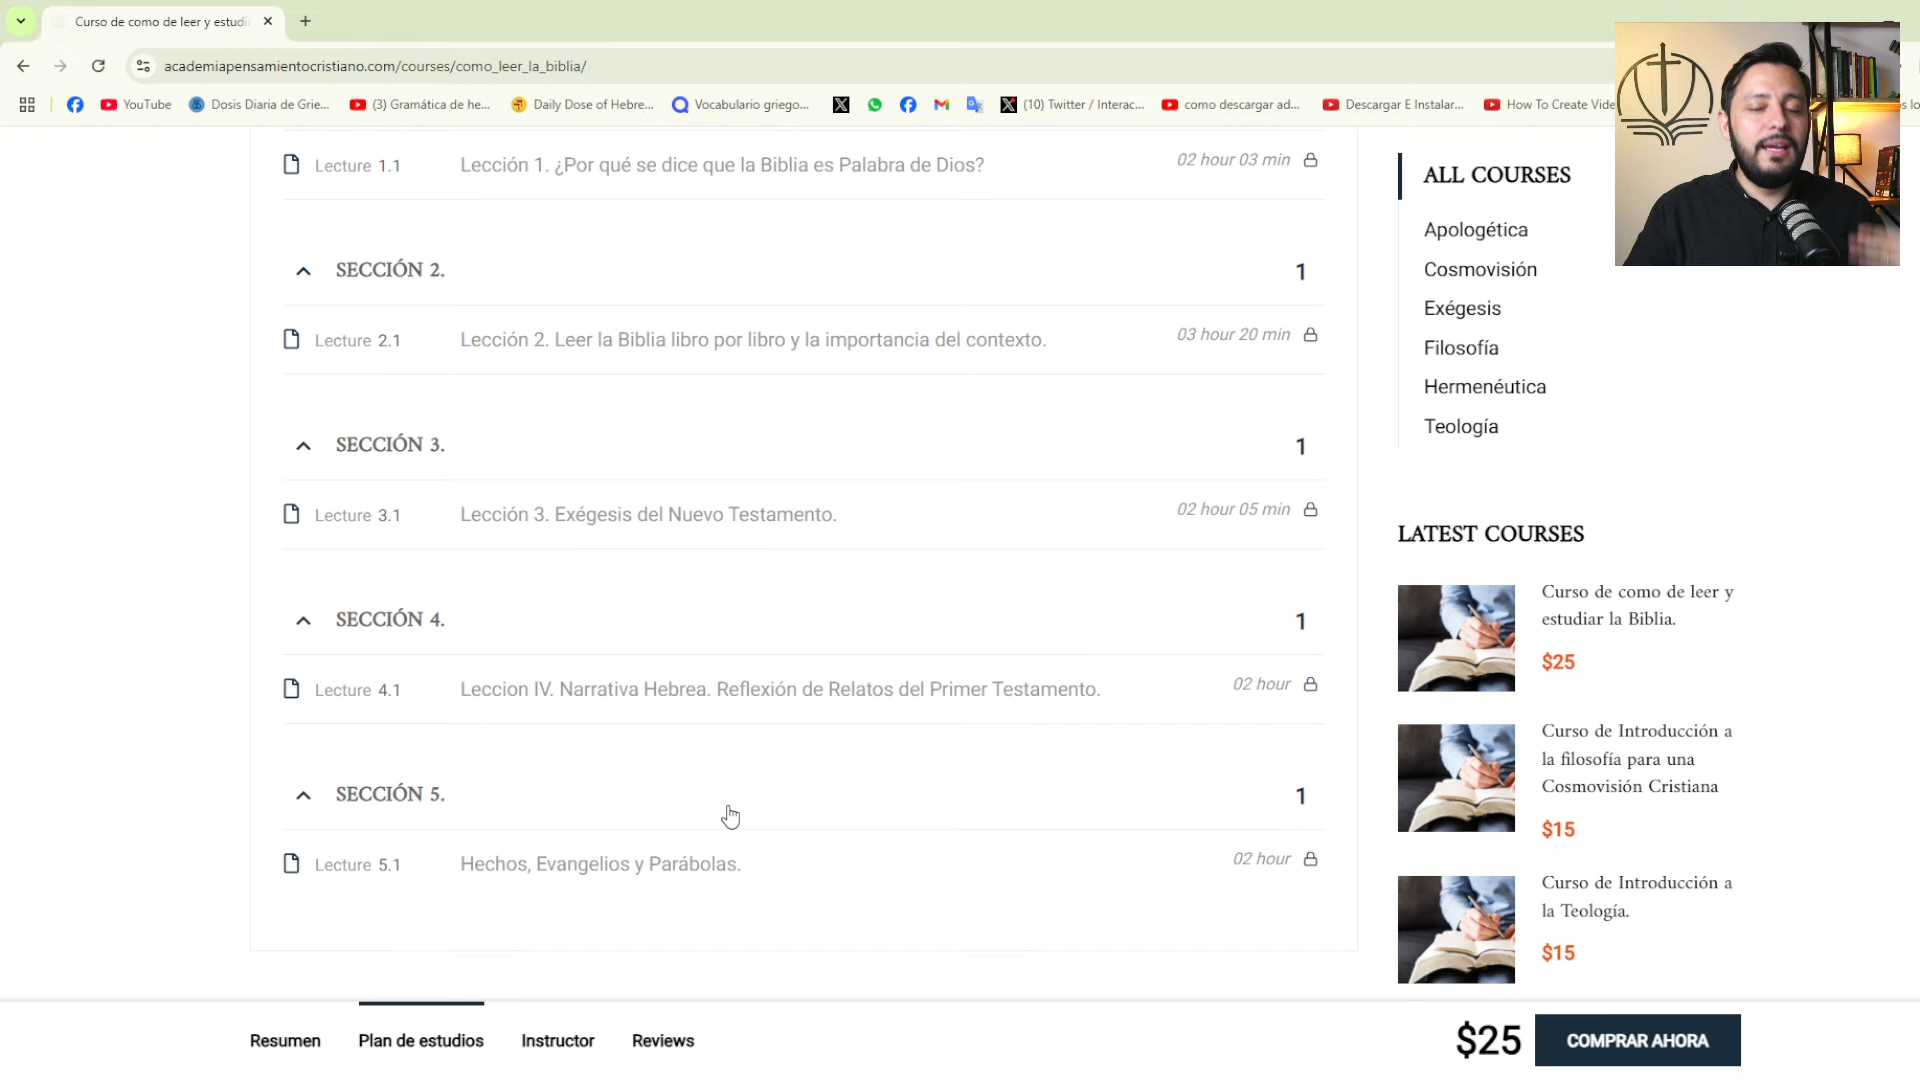 Curso de como de leer y estudi
academiapensamientocristiano.com/courses/como_leer_la_biblia/
YouTube
Dosis Diaria de Grie...
(3) Gramática de he...
Daily Dose of Hebre...
Vocabulario griego...
(10) Twitter / Interac...
como descargar ad...
Descargar E Instalar...
How To Create Vide
s lo
Lecture 1.1
Lección 1. ¿Por qué se dice que la Biblia es Palabra de Dios?
02 hour 03 min
SECCIÓN 2.
1
Lecture 2.1
Lección 2. Leer la Biblia libro por libro y la importancia del contexto.
03 hour 20 min
SECCIÓN 3.
1
Lecture 3.1
Lección 3. Exégesis del Nuevo Testamento.
02 hour 05 min
SECCIÓN 4.
1
Lecture 4.1
Leccion IV. Narrativa Hebrea. Reflexión de Relatos del Primer Testamento.
02 hour
SECCIÓN 5.
1
Lecture 5.1
Hechos, Evangelios y Parábolas.
02 hour
ALL COURSES
Apologética
Cosmovisión
Exégesis
Filosofía
Hermenéutica
Teología
LATEST COURSES
Curso de como de leer y
estudiar la Biblia.
$25
Curso de Introducción a
la filosofía para una
Cosmovisión Cristiana
$15
Curso de Introducción a
la Teología.
$15
Resumen
Plan de estudios
Instructor
Reviews
$25
COMPRAR AHORA